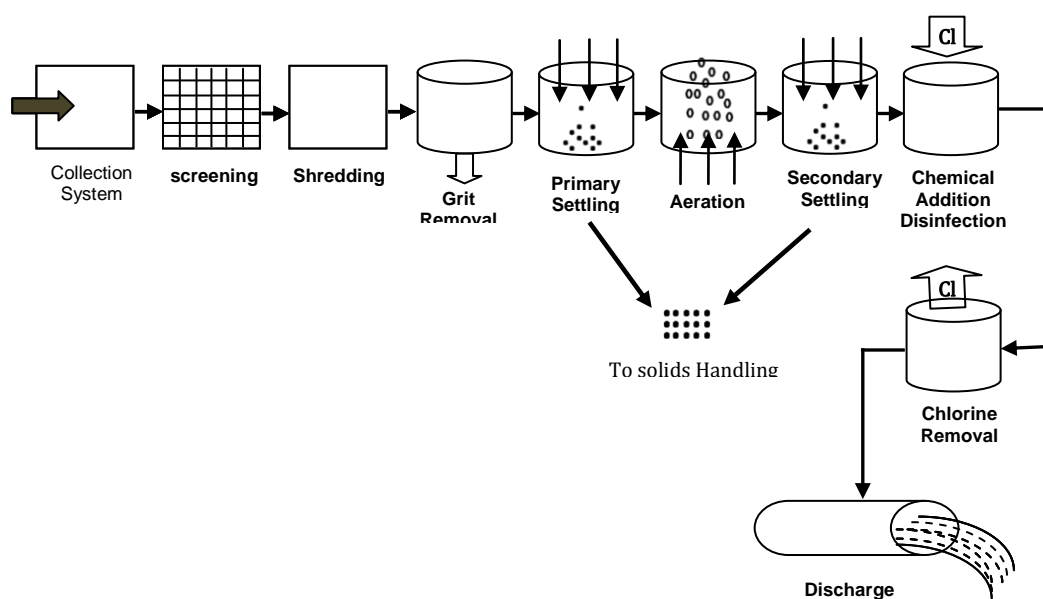 Cl
Collection
System
screening
Shredding
Grit
Removal
Primary
Settling
Aeration
Secondary
Settling
Chemical
Addition
Disinfection
Cl
To solids Handling
Chlorine
Removal
Discharge